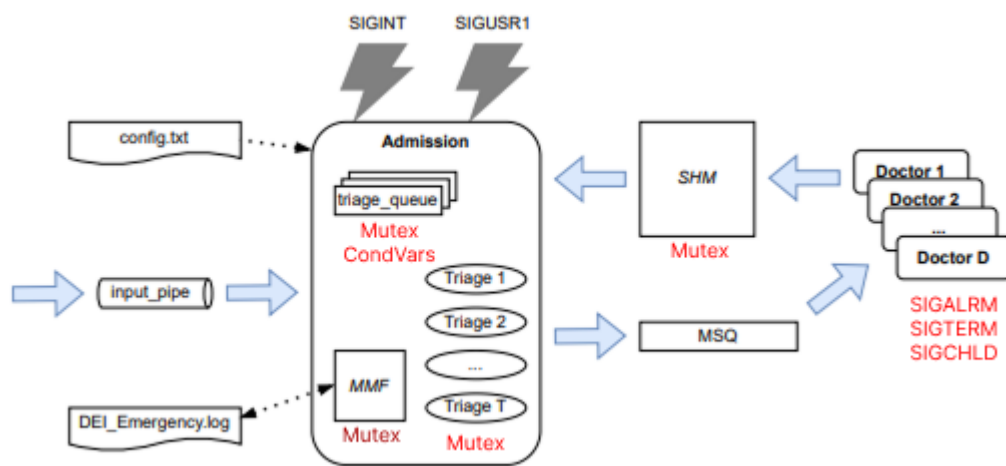 SIGINT
SIGUSR1
config.txt
Admission
triage_queue
Mutex
CondVars
SHM
Mutex
Doctor 1
Doctor 2
...
Doctor D
SIGALRM
SIGTERM
SIGCHLD
input_pipe
Triage 1
Triage 2
...
Triage T
Mutex
MSQ
MMF
Mutex
DEI_Emergency.log